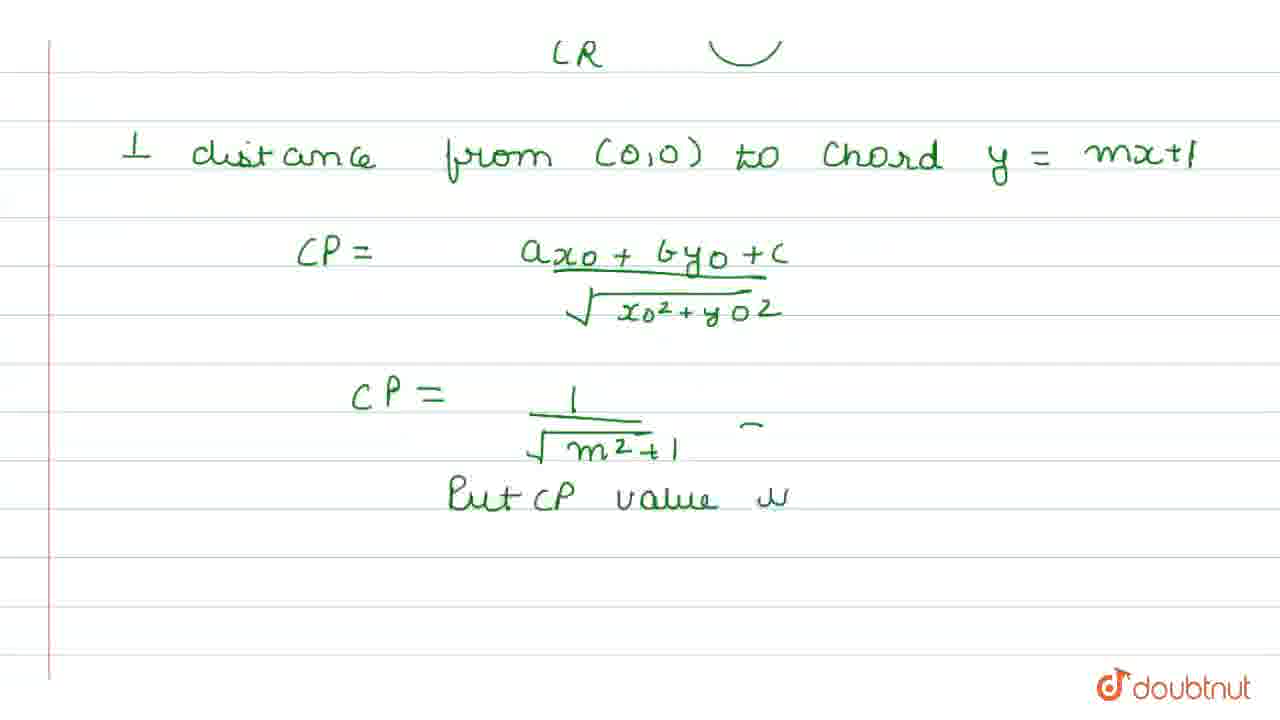 CR
⊥ distance from (0,0) to chord y = mx+1
CP = ax0 + by0 + c
√x0² + y02
CP = 1
√m²+1 -
Put CP value
doubtnut